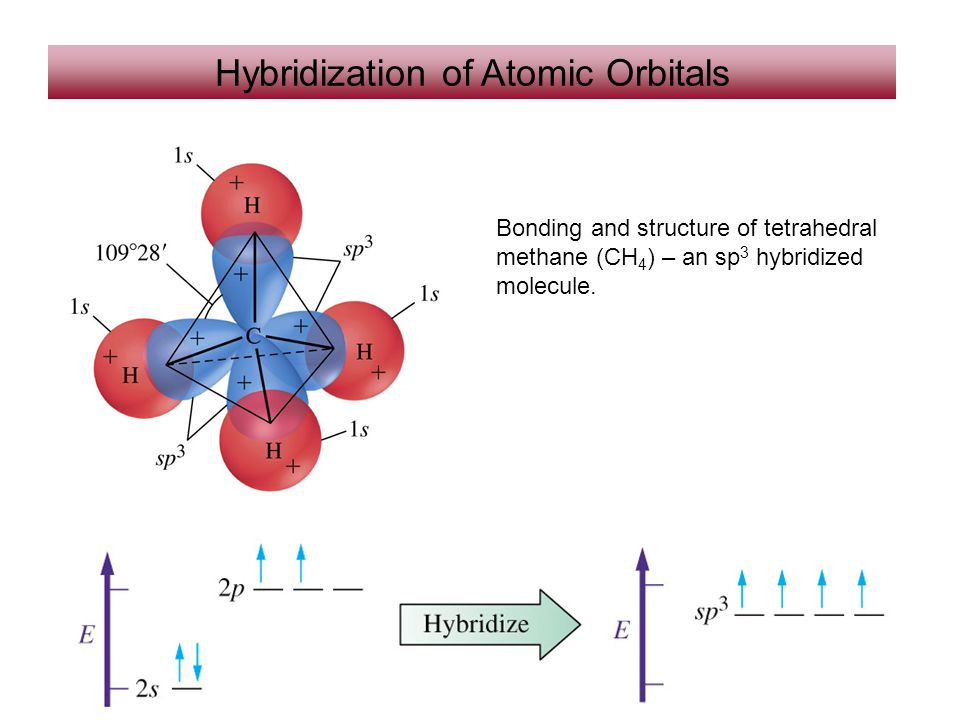 Hybridization of Atomic Orbitals
1s
+
H
109°28′
sp³
+
1s
1s
+
+
C
+
H
+
H
+
+
H
+
1s
sp³
Bonding and structure of tetrahedral
methane (CH₄) – an sp³ hybridized
molecule.
2p
E
2s
Hybridize
sp³
E